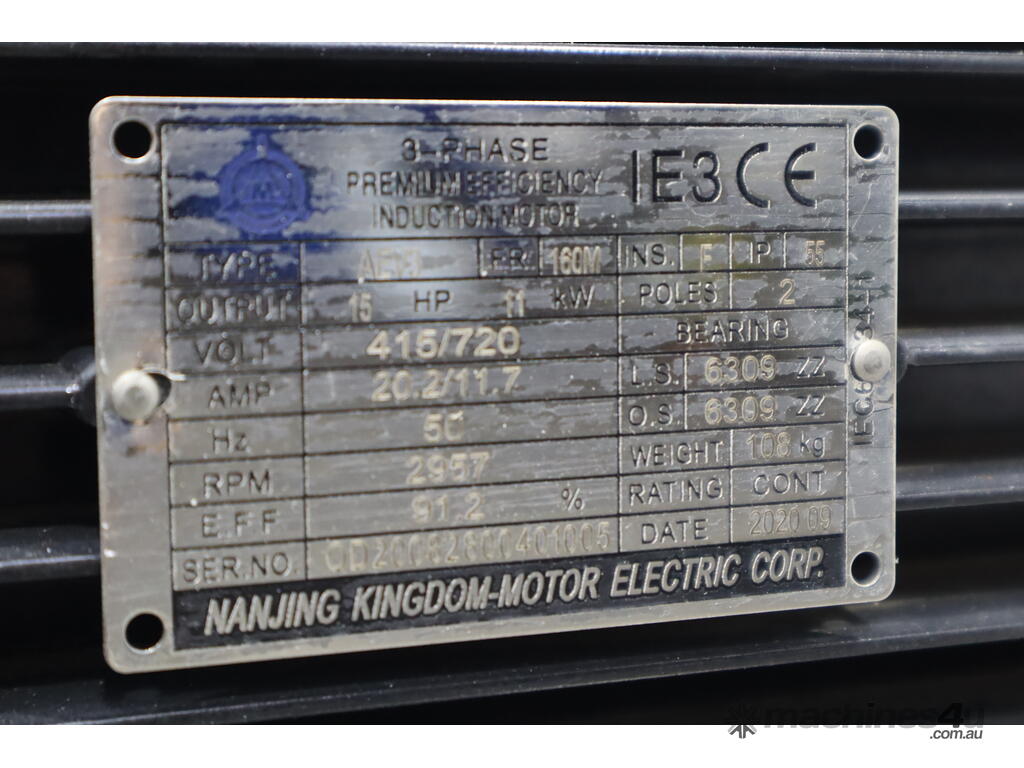 3-PHASE
PREMIUM EFFICIENCY
INDUCTION MOTOR
IE3 CE
TYPE FR 160M INS. F IP 55
OUTPUT 15 HP 11 kW POLES 2
VOLT 415/720 BEARING
AMP 20.2/11.7 L.S. 6309 ZZ
Hz 50 O.S. 6309 ZZ
RPM 2957 WEIGHT 108 kg
E.FF 91.2 % RATING CONT
SER.NO. DATE 2020 09
NANJING KINGDOM-MOTOR ELECTRIC CORP.
machines4u
.com.au